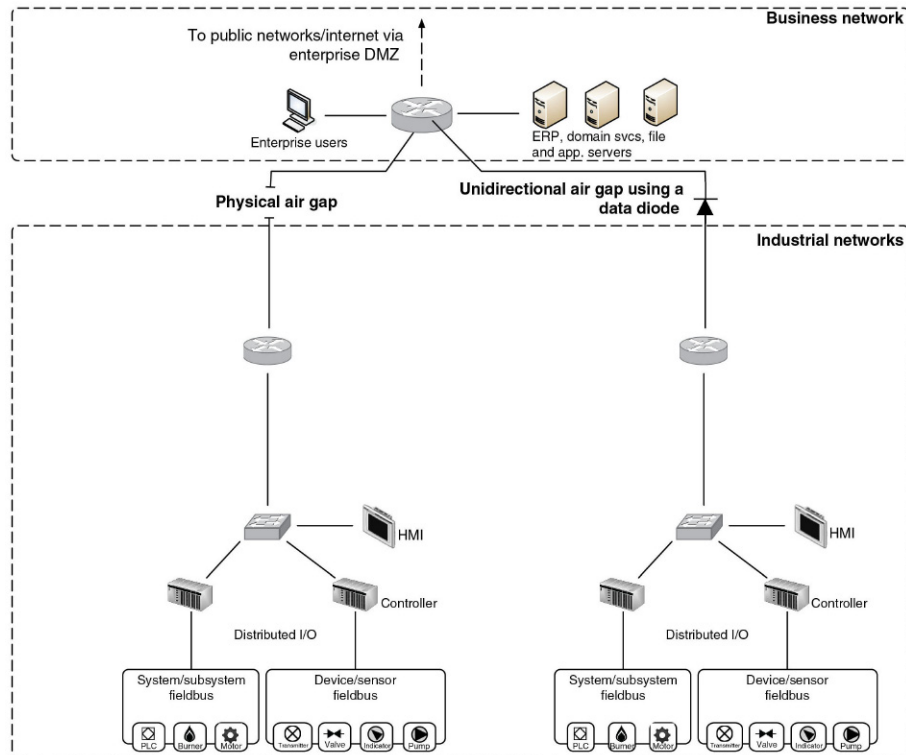 Business network
To public networks/internet via
enterprise DMZ
Enterprise users
ERP, domain svcs, file
and app. servers
Physical air gap
Unidirectional air gap using a
data diode
Industrial networks
HMI
HMI
Controller
Controller
Distributed I/O
Distributed I/O
System/subsystem
fieldbus
Device/sensor
fieldbus
System/subsystem
fieldbus
Device/sensor
fieldbus
PLC
Burner
Motor
Transmitter
Valve
Indicator
Pump
PLC
Burner
Motor
Transmitter
Valve
Indicator
Pump